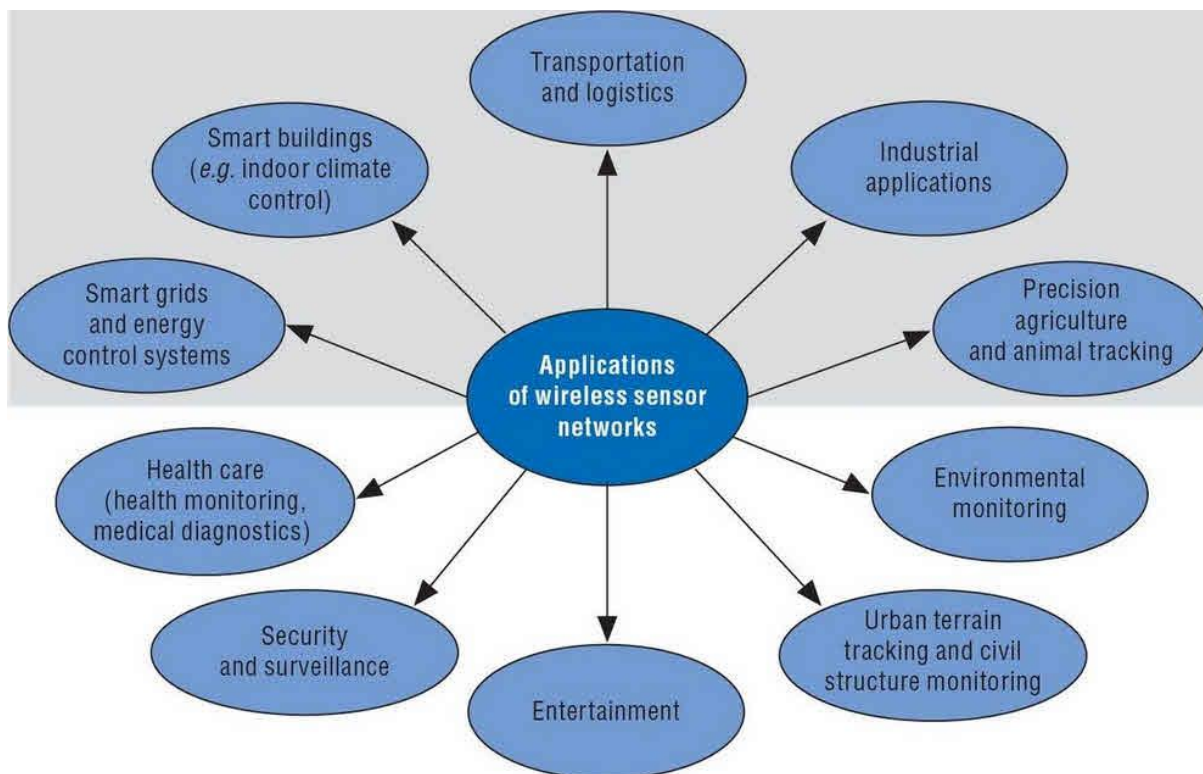 Transportation
and logistics
Smart buildings
(e.g. indoor climate
control)
Industrial
applications
Smart grids
and energy
control systems
Precision
agriculture
and animal tracking
Applications
of wireless sensor
networks
Health care
(health monitoring,
medical diagnostics)
Environmental
monitoring
Security
and surveillance
Urban terrain
tracking and civil
structure monitoring
Entertainment